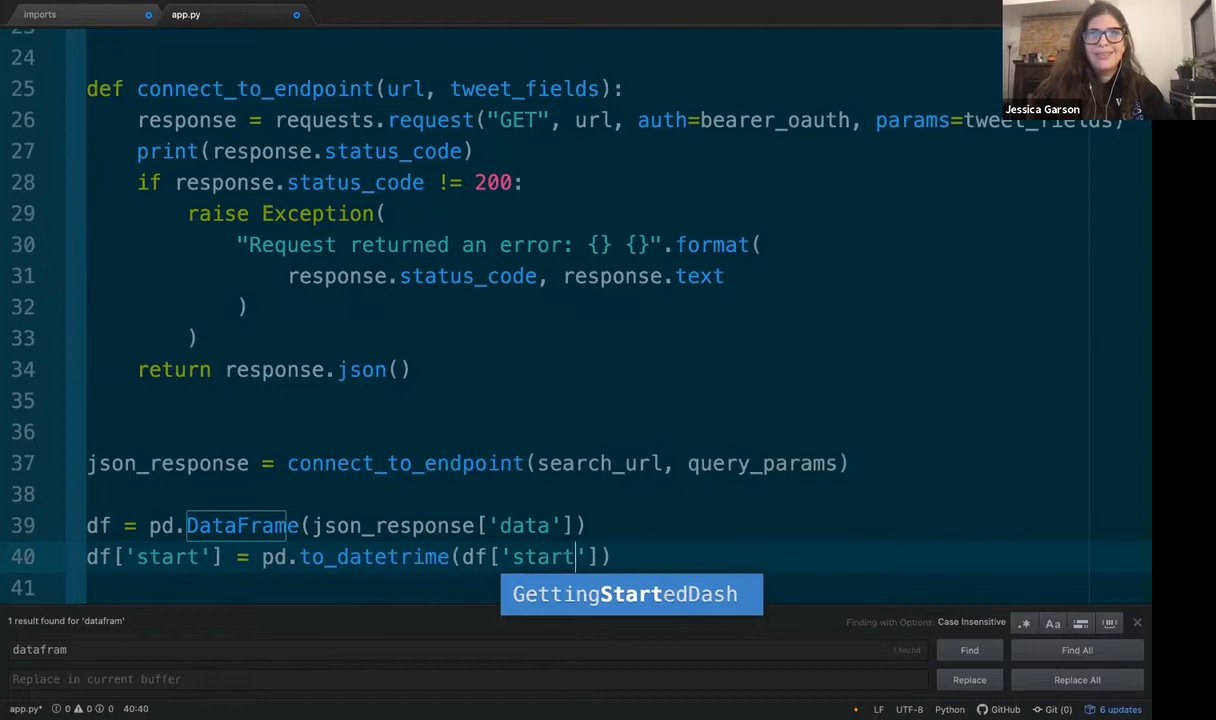 imports
app.py
23
24
25 def connect_to_endpoint(url, tweet_fields):
26 response = requests.request("GET", url, auth=bearer_oauth, params=tweet_fields)
27 print(response.status_code)
28 if response.status_code != 200:
29 raise Exception(
30 "Request returned an error: {} {}".format(
31 response.status_code, response.text
32 )
33 )
34 return response.json()
35
36
37 json_response = connect_to_endpoint(search_url, query_params)
38
39 df = pd.DataFrame(json_response['data'])
40 df['start'] = pd.to_datetrime(df['start'])
41
GettingStartedDash
Jessica Garson
1 result found for 'datafram'
Finding with Options: Case Insensitive
.* Aa
datafram
1 found
Find
Find All
Replace in current buffer
Replace
Replace All
app.py* 0 0 0 40:40
LF UTF-8 Python GitHub Git (0) 6 updates